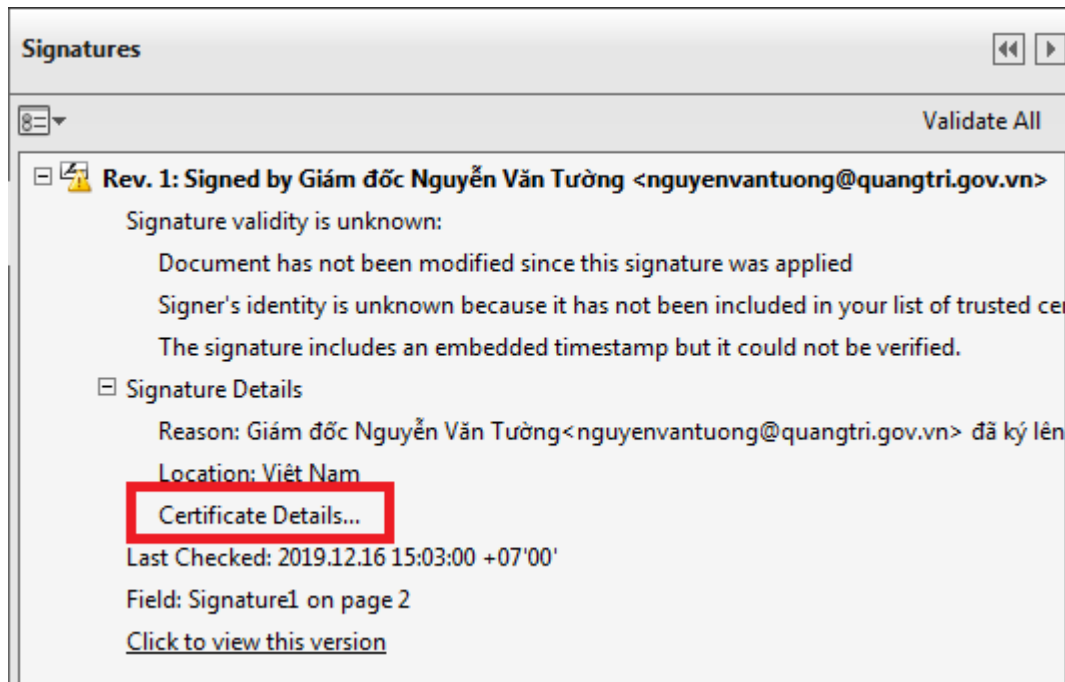 Signatures
Validate All
Rev. 1: Signed by Giám đốc Nguyễn Văn Tường <nguyenvantuong@quangtri.gov.vn>
Signature validity is unknown:
Document has not been modified since this signature was applied
Signer's identity is unknown because it has not been included in your list of trusted
The signature includes an embedded timestamp but it could not be verified.
Signature Details
Reason: Giám đốc Nguyễn Văn Tường<nguyenvantuong@quangtri.gov.vn> đã ký lên
Location: Việt Nam
Certificate Details...
Last Checked: 2019.12.16 15:03:00 +07'00'
Field: Signature1 on page 2
Click to view this version